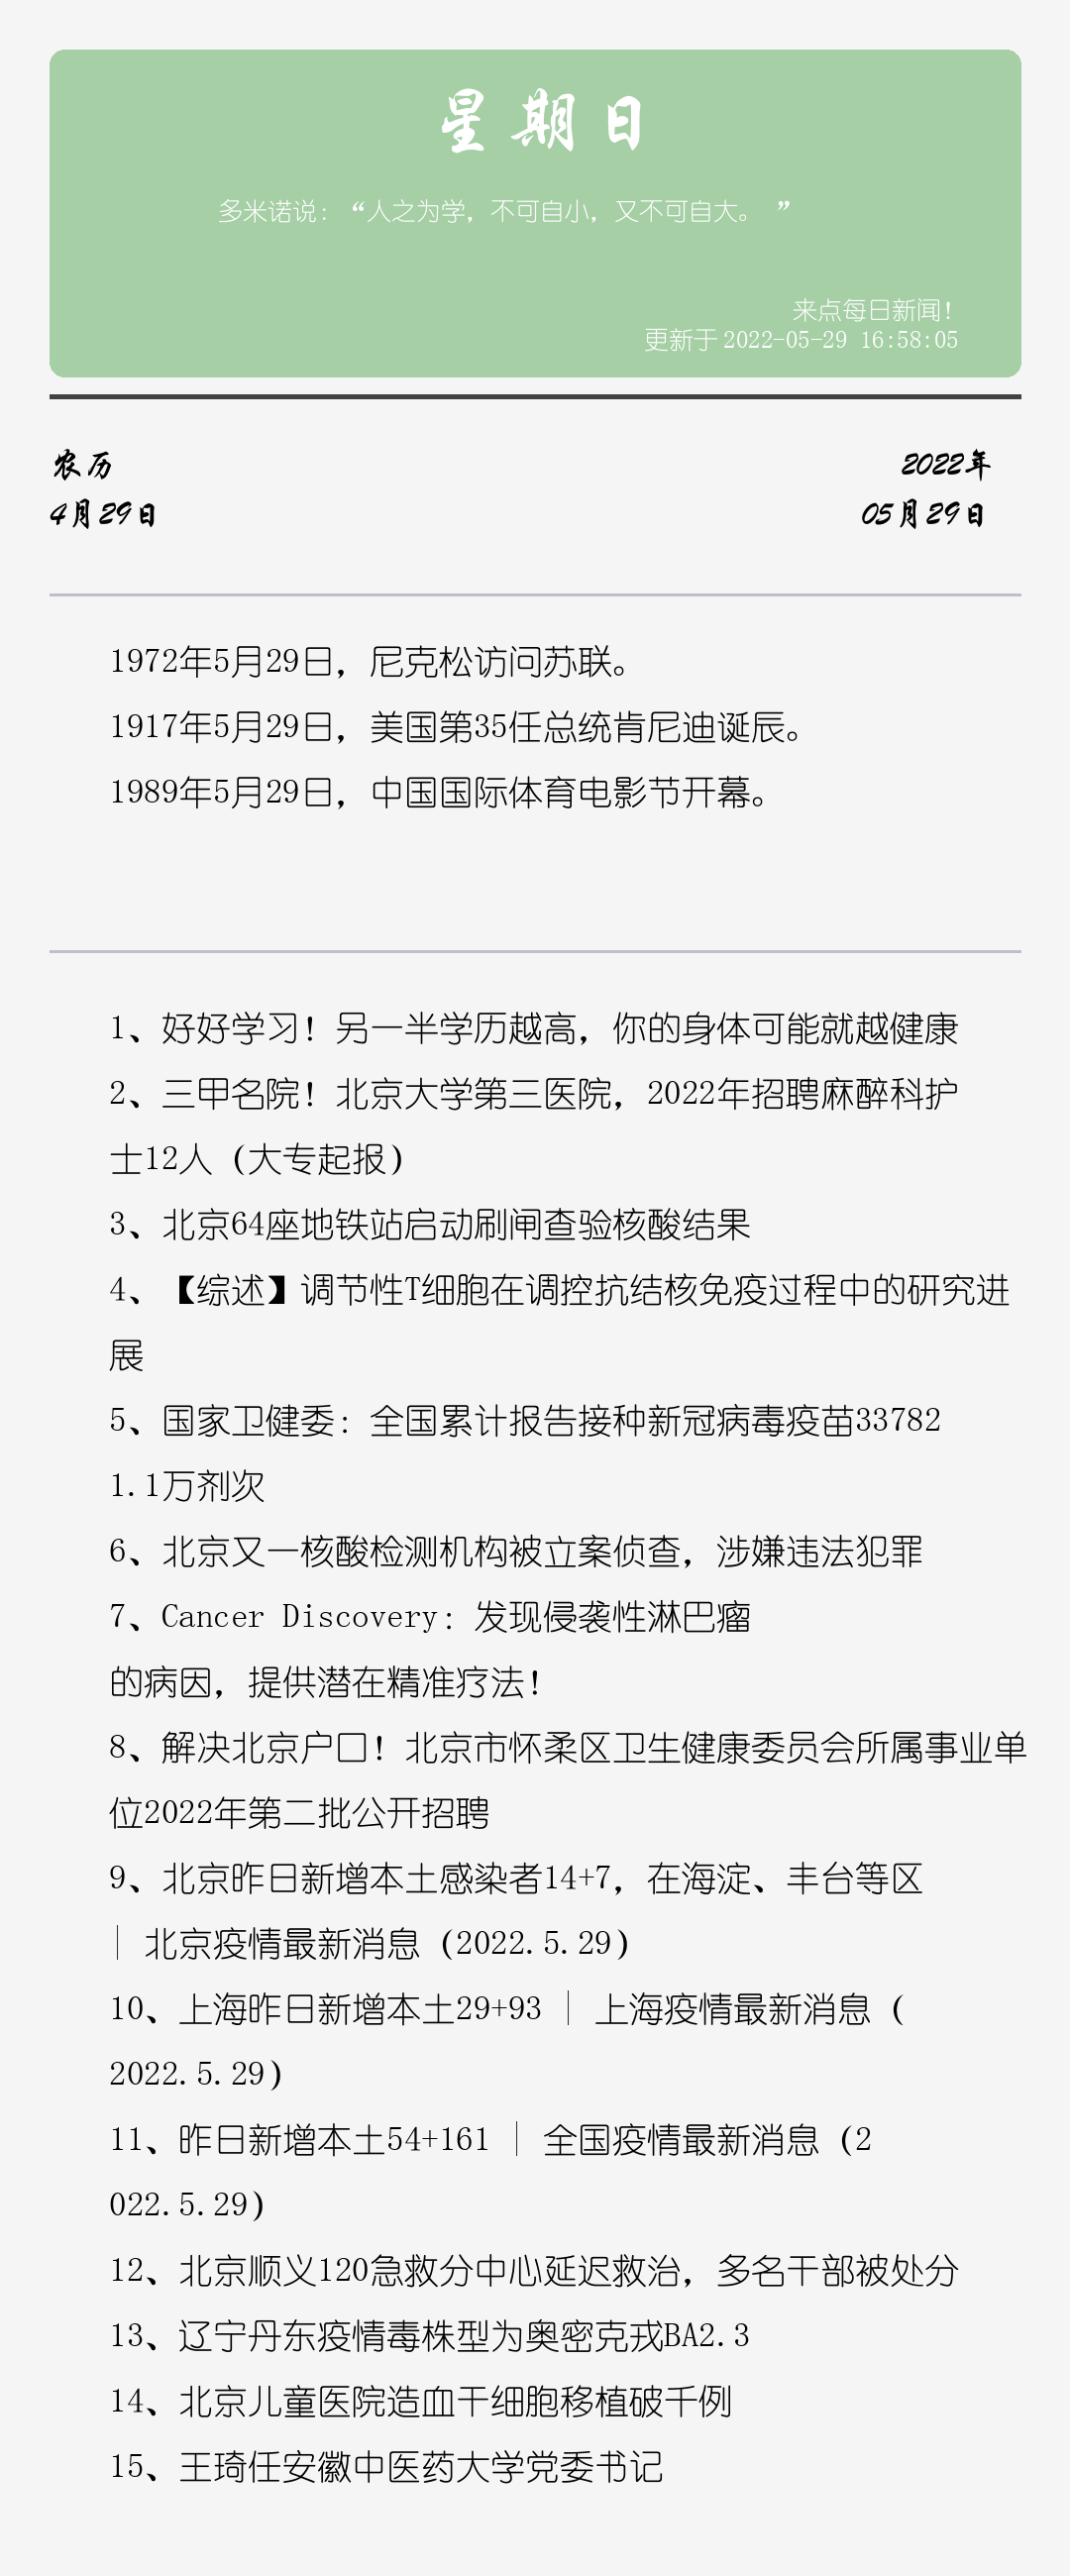 星期日
多米诺说:“人之为学,不可自小,又不可自大。 ”
来点每日新闻!
更新于 2022-05-29 16:58:05
农历
4月29日
2022年
05月29日
1972年5月29日,尼克松访问苏联。
1917年5月29日,美国第35任总统肯尼迪诞辰。
1989年5月29日,中国国际体育电影节开幕。
1、好好学习!另一半学历越高,你的身体可能就越健康
2、三甲名院!北京大学第三医院,2022年招聘麻醉科护
士12人(大专起报)
3、北京64座地铁站启动刷闸查验核酸结果
4、【综述】调节性T细胞在调控抗结核免疫过程中的研究进
展
5、国家卫健委:全国累计报告接种新冠病毒疫苗33782
1.1万剂次
6、北京又一核酸检测机构被立案侦查,涉嫌违法犯罪
7、Cancer Discovery:发现侵袭性淋巴瘤
的病因,提供潜在精准疗法!
8、解决北京户口!北京市怀柔区卫生健康委员会所属事业单
位2022年第二批公开招聘
9、北京昨日新增本土感染者14+7,在海淀、丰台等区
| 北京疫情最新消息(2022.5.29)
10、上海昨日新增本土29+93 | 上海疫情最新消息(
2022.5.29)
11、昨日新增本土54+161 | 全国疫情最新消息(2
022.5.29)
12、北京顺义120急救分中心延迟救治,多名干部被处分
13、辽宁丹东疫情毒株型为奥密克戎BA2.3
14、北京儿童医院造血干细胞移植破千例
15、王琦任安徽中医药大学党委书记